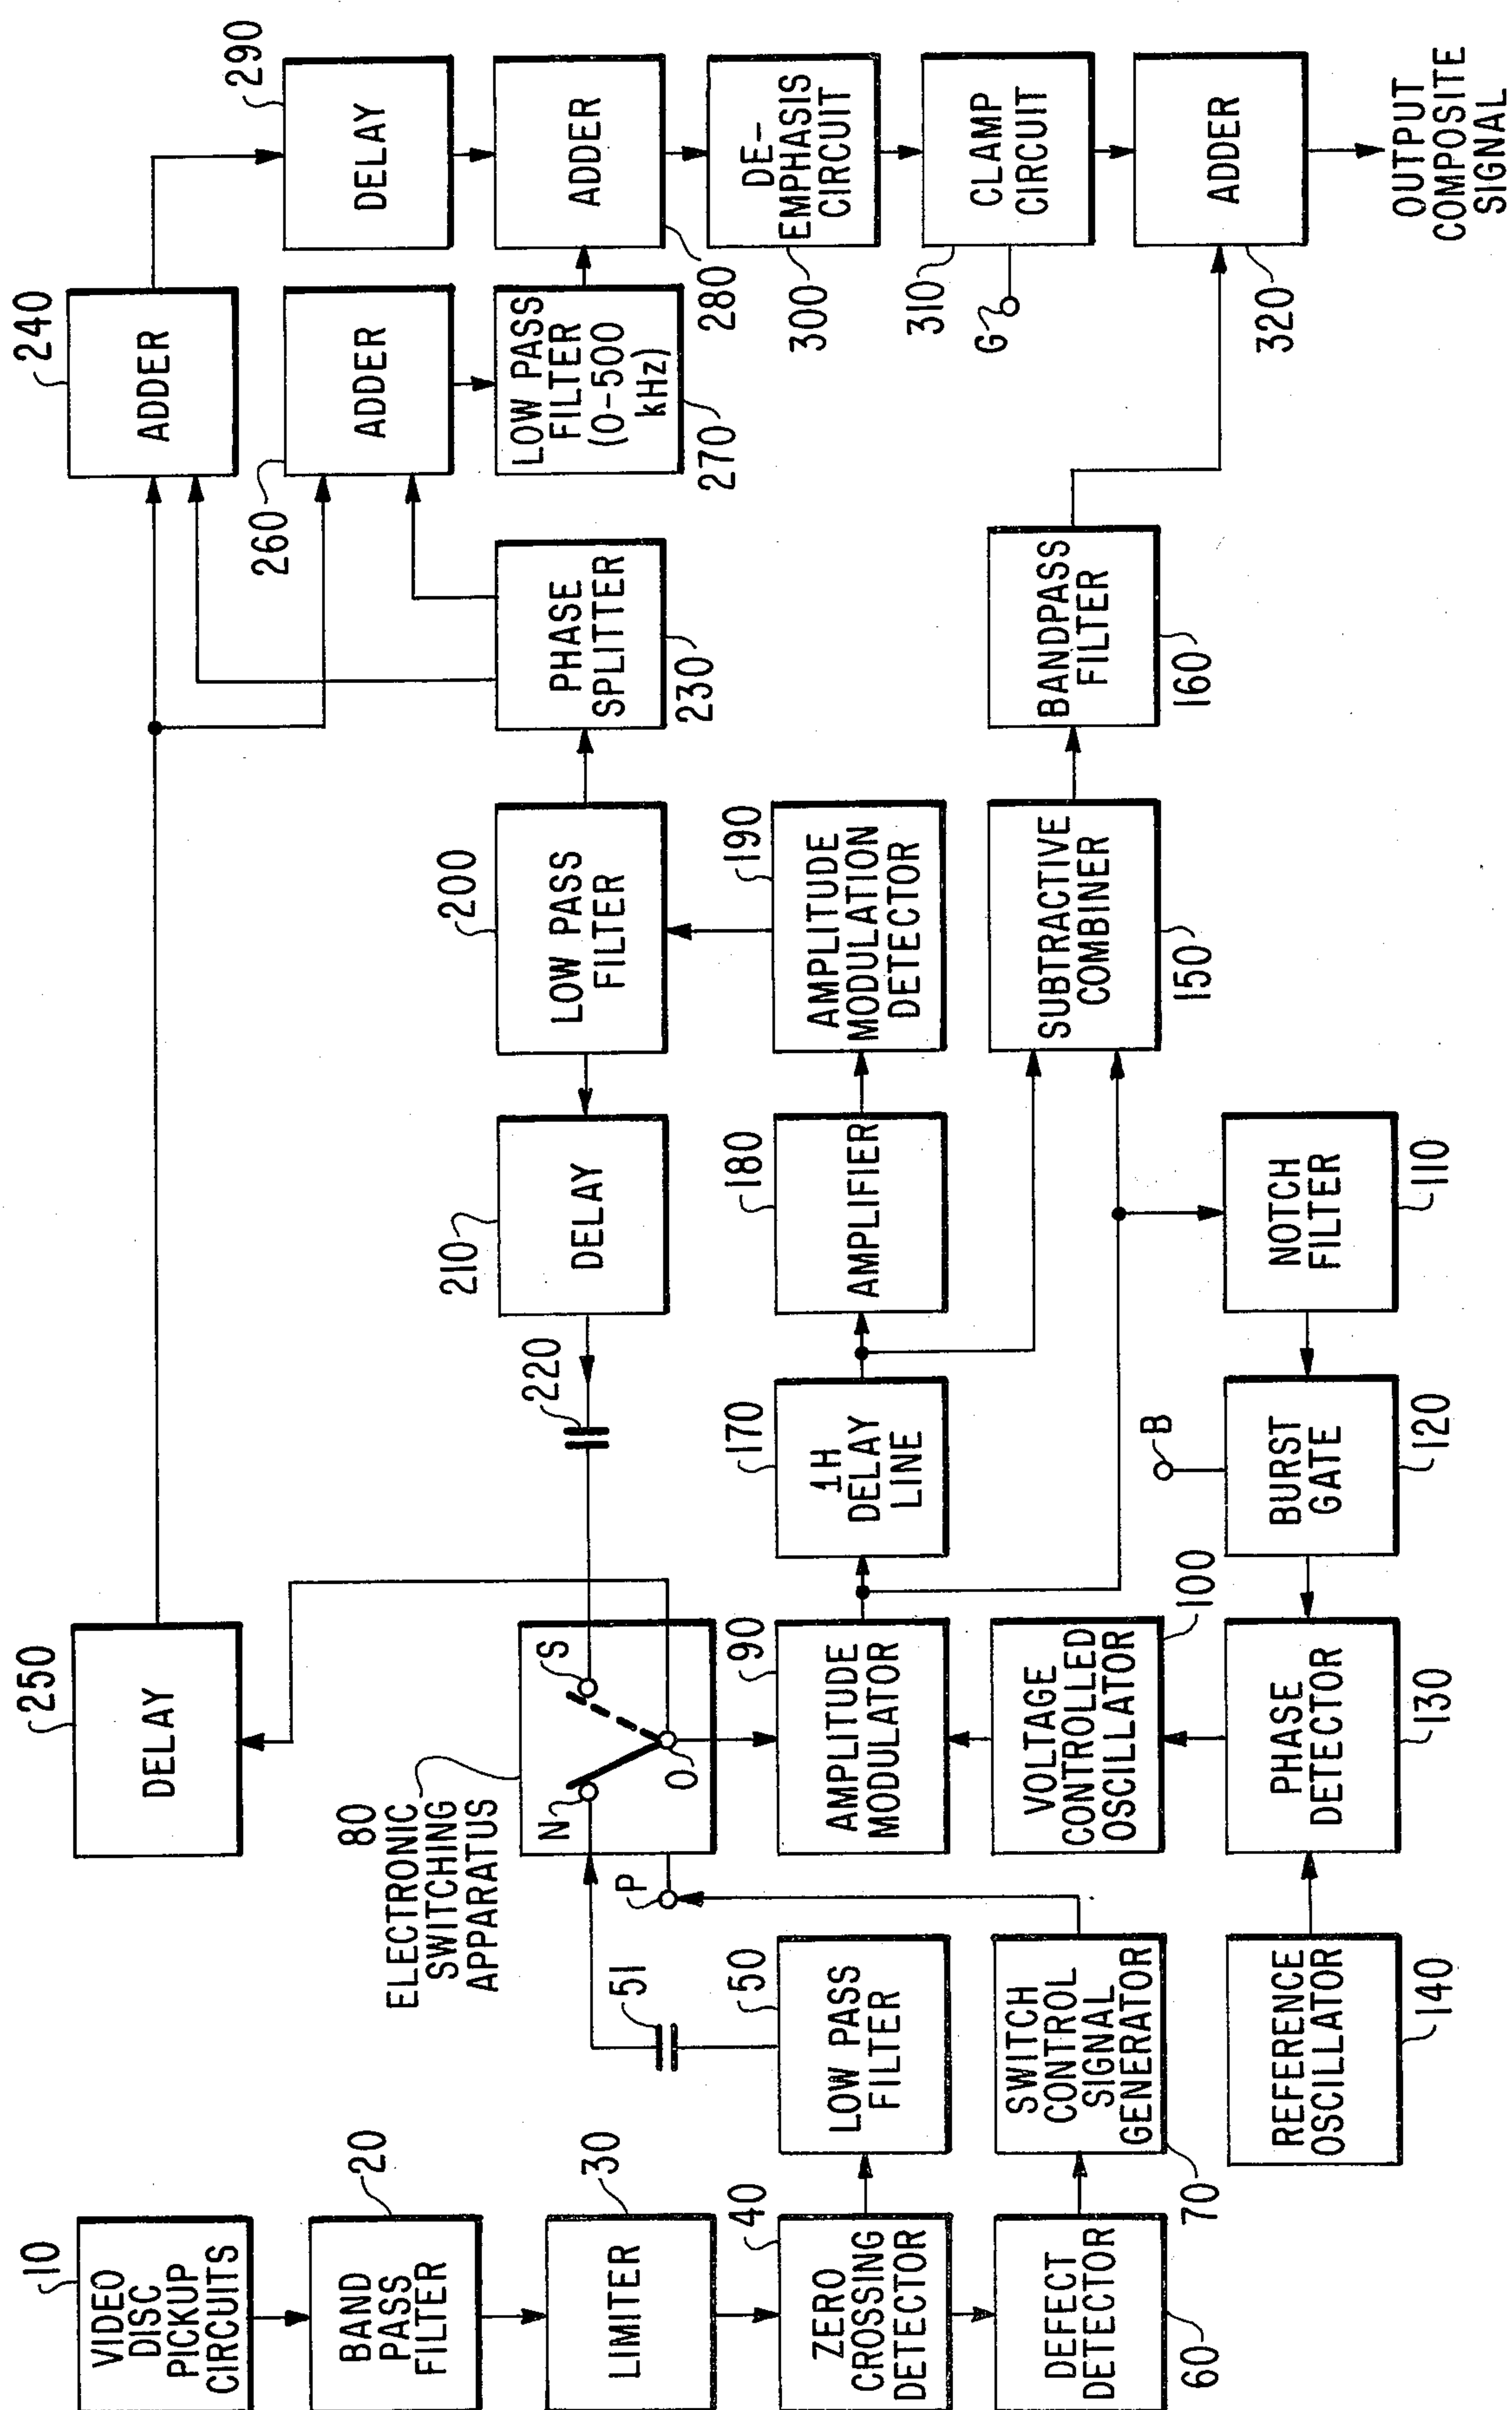 10
VIDEO
DISC
PICKUP
CIRCUITS
20
BAND
PASS
FILTER
30
LIMITER
40
ZERO
CROSSING
DETECTOR
DEFECT
DETECTOR
60
51
50
LOW PASS
FILTER
SWITCH
CONTROL
SIGNAL
GENERATOR
70
REFERENCE
OSCILLATOR
140
80
ELECTRONIC
SWITCHING
APPARATUS
N
S
O
P
250
DELAY
90
AMPLITUDE
MODULATOR
100
VOLTAGE
CONTROLLED
OSCILLATOR
PHASE
DETECTOR
130
220
170
1H
DELAY
LINE
B
BURST
GATE
120
210
DELAY
180
AMPLIFIER
NOTCH
FILTER
110
200
LOW PASS
FILTER
190
AMPLITUDE
MODULATION
DETECTOR
SUBTRACTIVE
COMBINER
150
PHASE
SPLITTER
230
BANDPASS
FILTER
160
240
ADDER
260
ADDER
LOW PASS
FILTER
(0-500
kHz)
270
290
DELAY
ADDER
280
DE-
EMPHASIS
CIRCUIT
300
CLAMP
CIRCUIT
310
G
ADDER
320
OUTPUT
COMPOSITE
SIGNAL